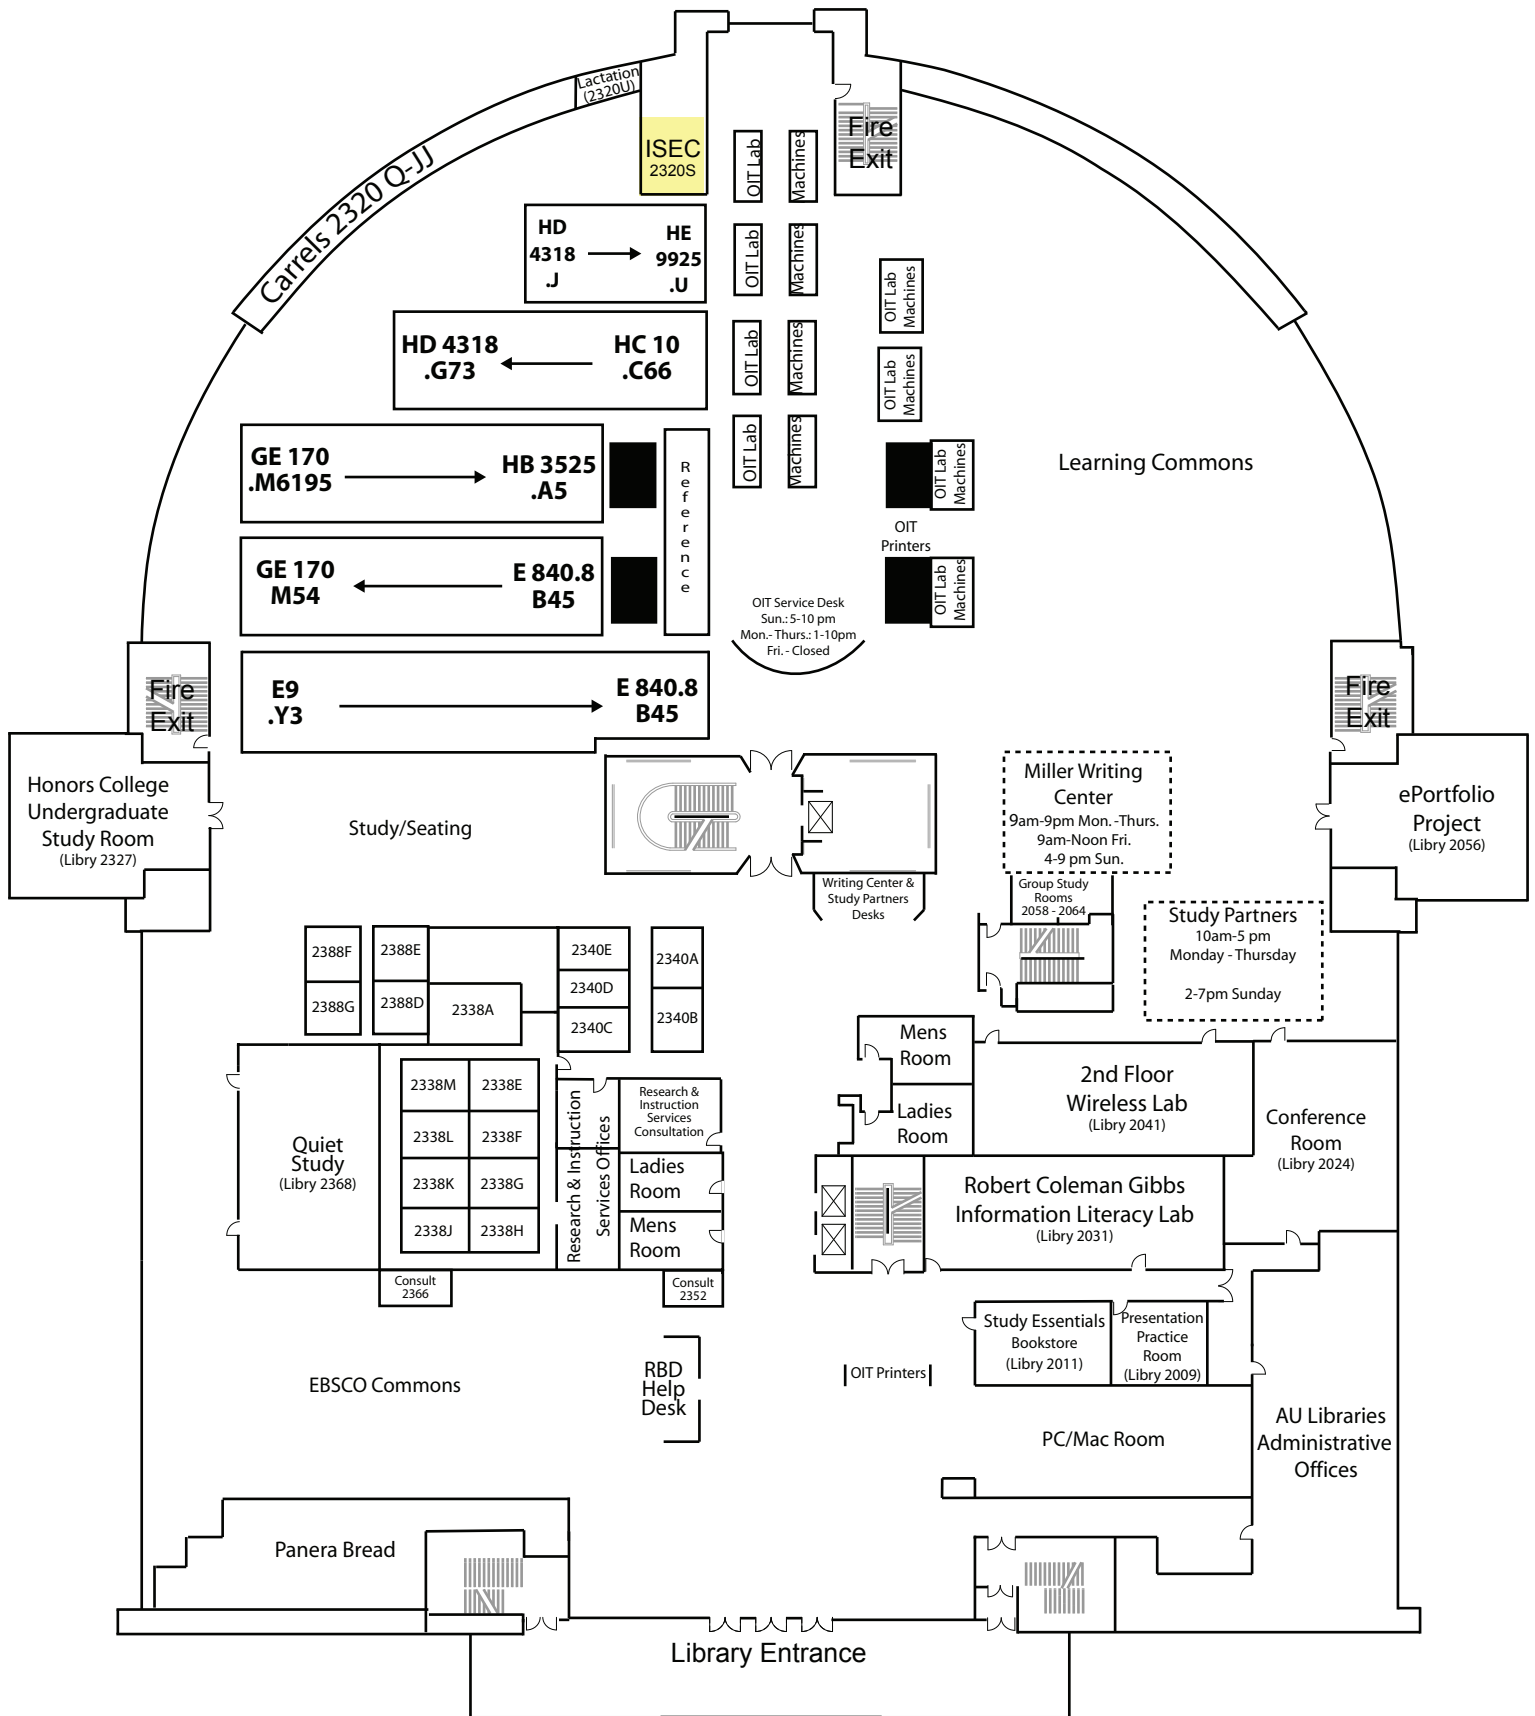 Lactation
(2320U)
Carrels 2320 Q-JJ
ISEC
2320S
Fire
Exit
OIT Lab
Machines
OIT Lab
Machines
OIT Lab
Machines
OIT Lab
Machines
HD
4318
.J
HE
9925
.U
HD 4318
.G73
HC 10
.C66
GE 170
.M6195
HB 3525
.A5
GE 170
M54
E 840.8
B45
E9
.Y3
E 840.8
B45
Reference
OIT Lab
Machines
OIT Lab
Machines
OIT Lab
Machines
OIT
Printers
OIT Lab
Machines
Learning Commons
OIT Service Desk
Sun.: 5-10 pm
Mon.- Thurs.: 1-10pm
Fri. - Closed
Fire
Exit
Fire
Exit
Honors College
Undergraduate
Study Room
(Libry 2327)
Study/Seating
Miller Writing
Center
9am-9pm Mon. -Thurs.
9am-Noon Fri.
4-9 pm Sun.
ePortfolio
Project
(Libry 2056)
Writing Center &
Study Partners
Desks
Group Study
Rooms
2058 - 2064
Study Partners
10am-5 pm
Monday - Thursday
2-7pm Sunday
2388F
2388E
2388G
2388D
2338A
2340E
2340D
2340C
2340A
2340B
2338M
2338E
2338L
2338F
2338K
2338G
2338J
2338H
Quiet
Study
(Libry 2368)
Research & Instruction
Services Offices
Research &
Instruction
Services
Consultation
Ladies
Room
Mens
Room
Consult
2366
Consult
2352
Mens
Room
Ladies
Room
2nd Floor
Wireless Lab
(Libry 2041)
Conference
Room
(Libry 2024)
Robert Coleman Gibbs
Information Literacy Lab
(Libry 2031)
Study Essentials
Bookstore
(Libry 2011)
Presentation
Practice
Room
(Libry 2009)
EBSCO Commons
RBD
Help
Desk
OIT Printers
PC/Mac Room
AU Libraries
Administrative
Offices
Panera Bread
Library Entrance